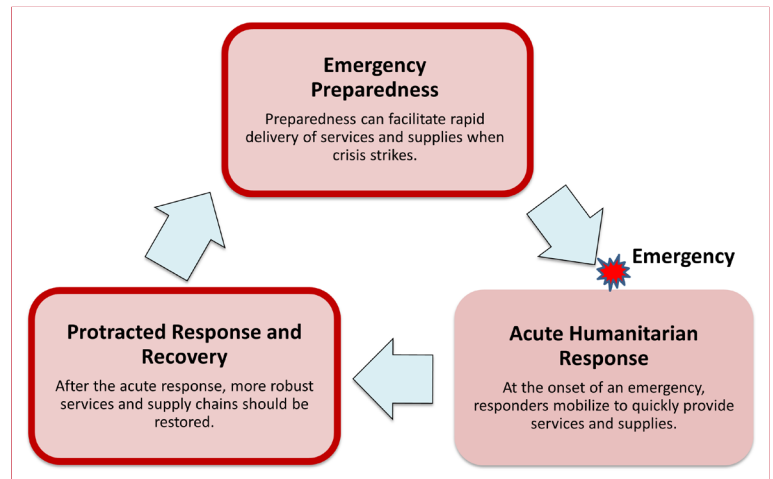 Emergency
Preparedness
Preparedness can facilitate rapid
delivery of services and supplies when
crisis strikes.
Emergency
Protracted Response and
Recovery
After the acute response, more robust
services and supply chains should be
restored.
Acute Humanitarian
Response
At the onset of an emergency,
responders mobilize to quickly provide
services and supplies.